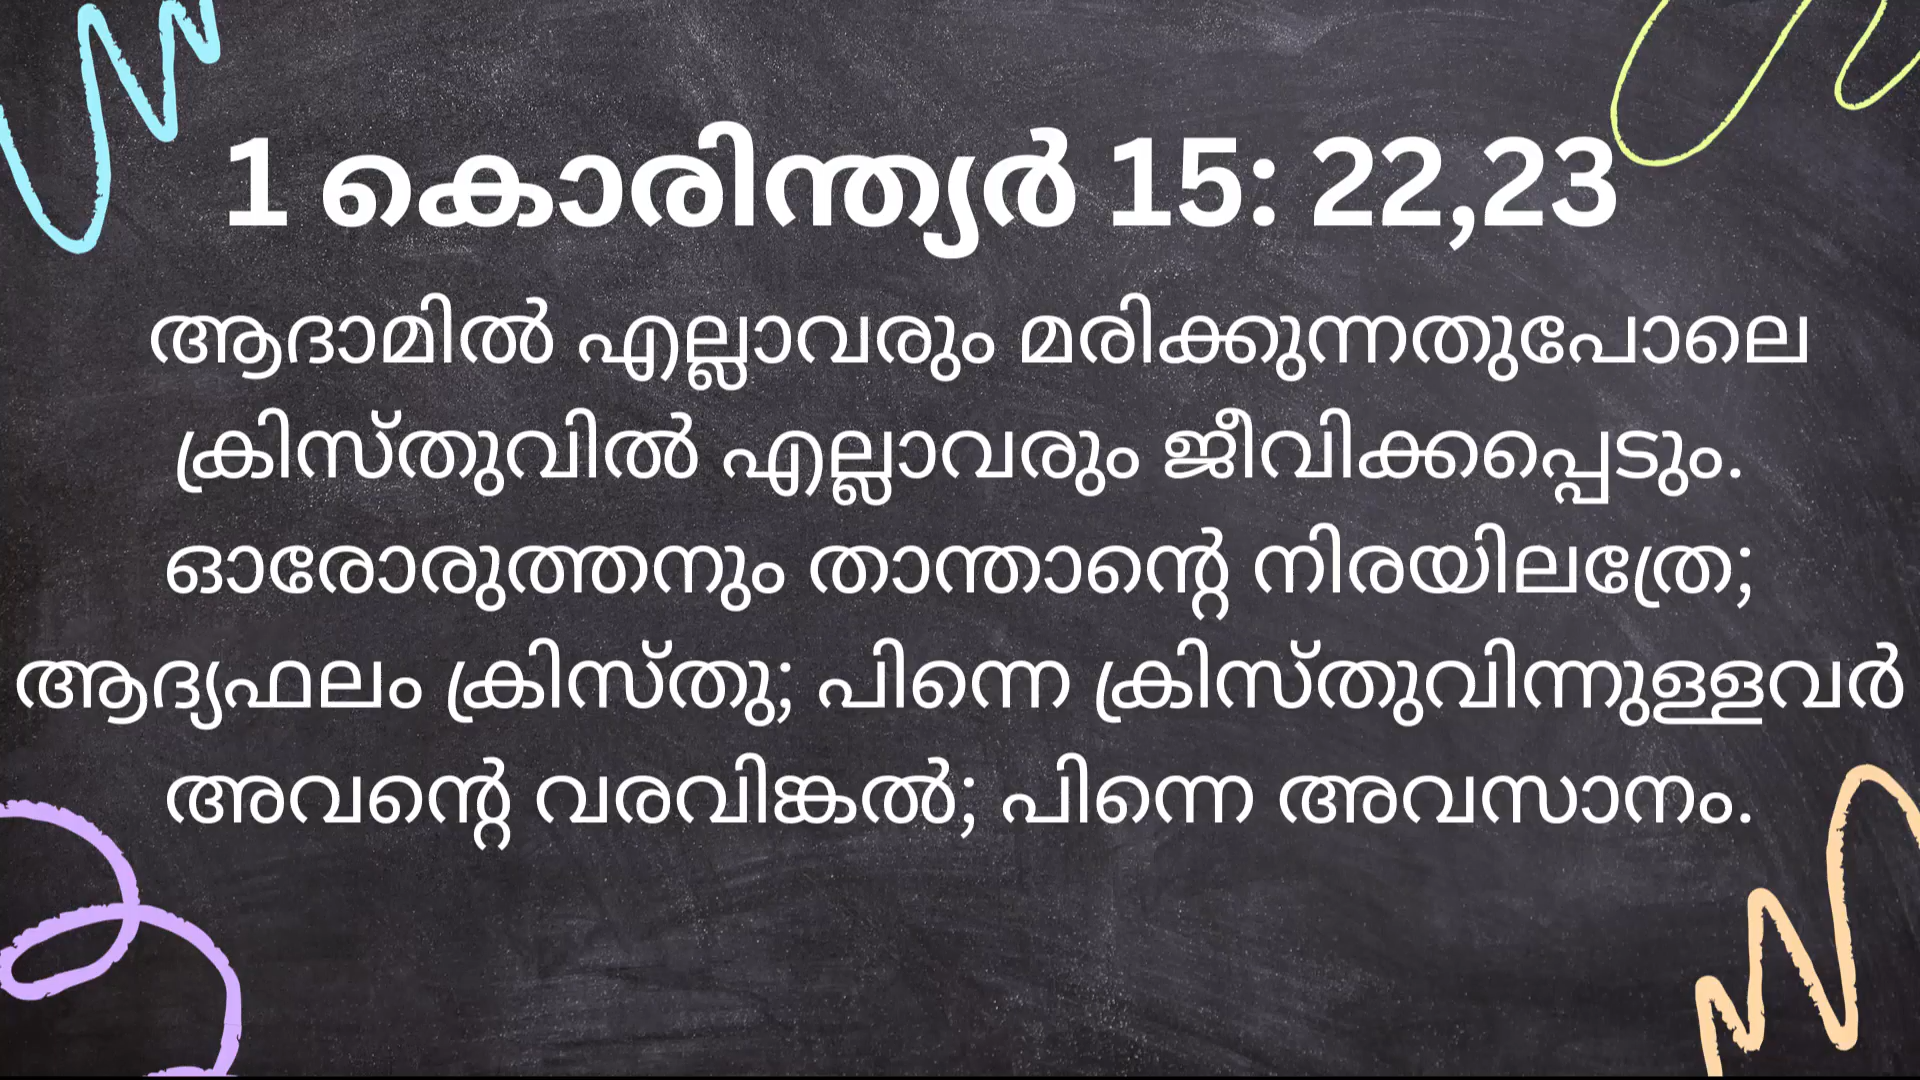 1 കൊരിന്ത്യർ 15: 22,23
ആദാമിൽ എല്ലാവരും മരിക്കുന്നതുപോലെ
ക്രിസ്തുവിൽ എല്ലാവരും ജീവിക്കപ്പെടും.
ഓരോരുത്തനും താന്താന്റെ നിരയിലത്രേ;
ആദ്യഫലം ക്രിസ്തു; പിന്നെ ക്രിസ്തുവിന്നുള്ളവർ
അവന്റെ വരവിങ്കൽ; പിന്നെ അവസാനം.